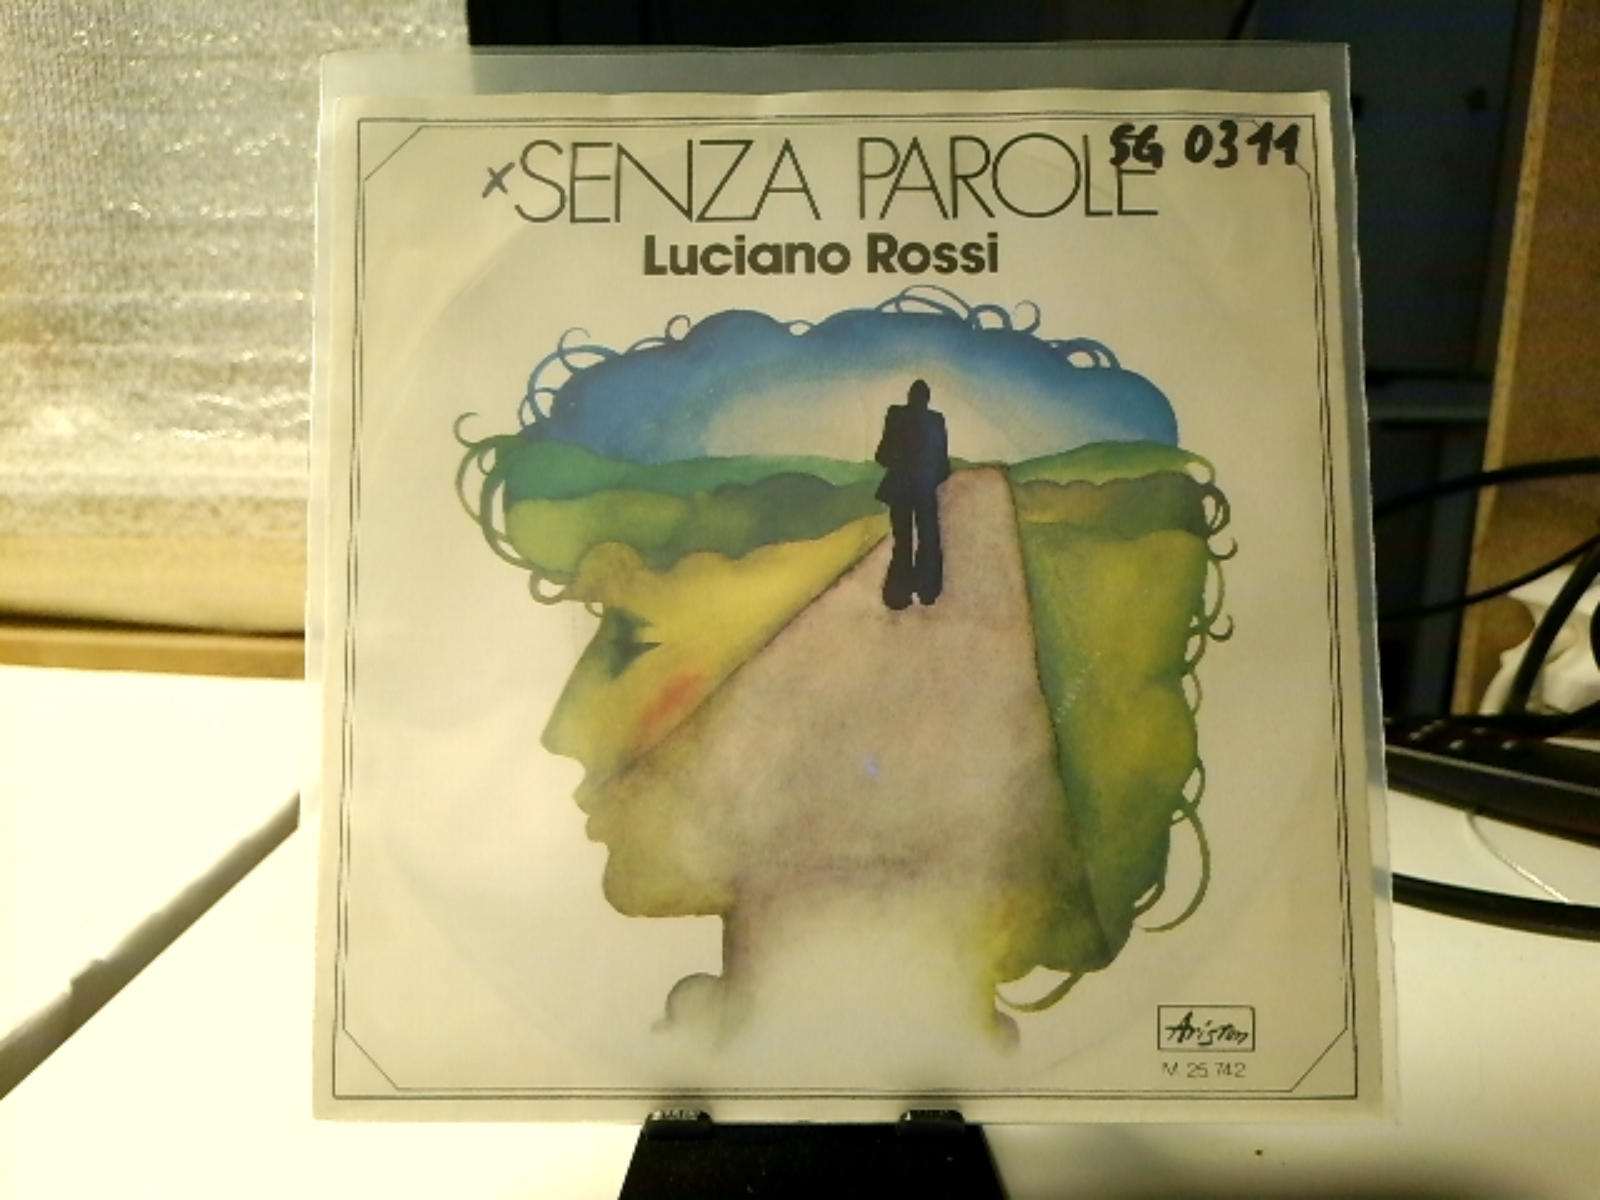 SG 0311
x SENZA PAROLE
Luciano Rossi
Ariston
M. 25.742